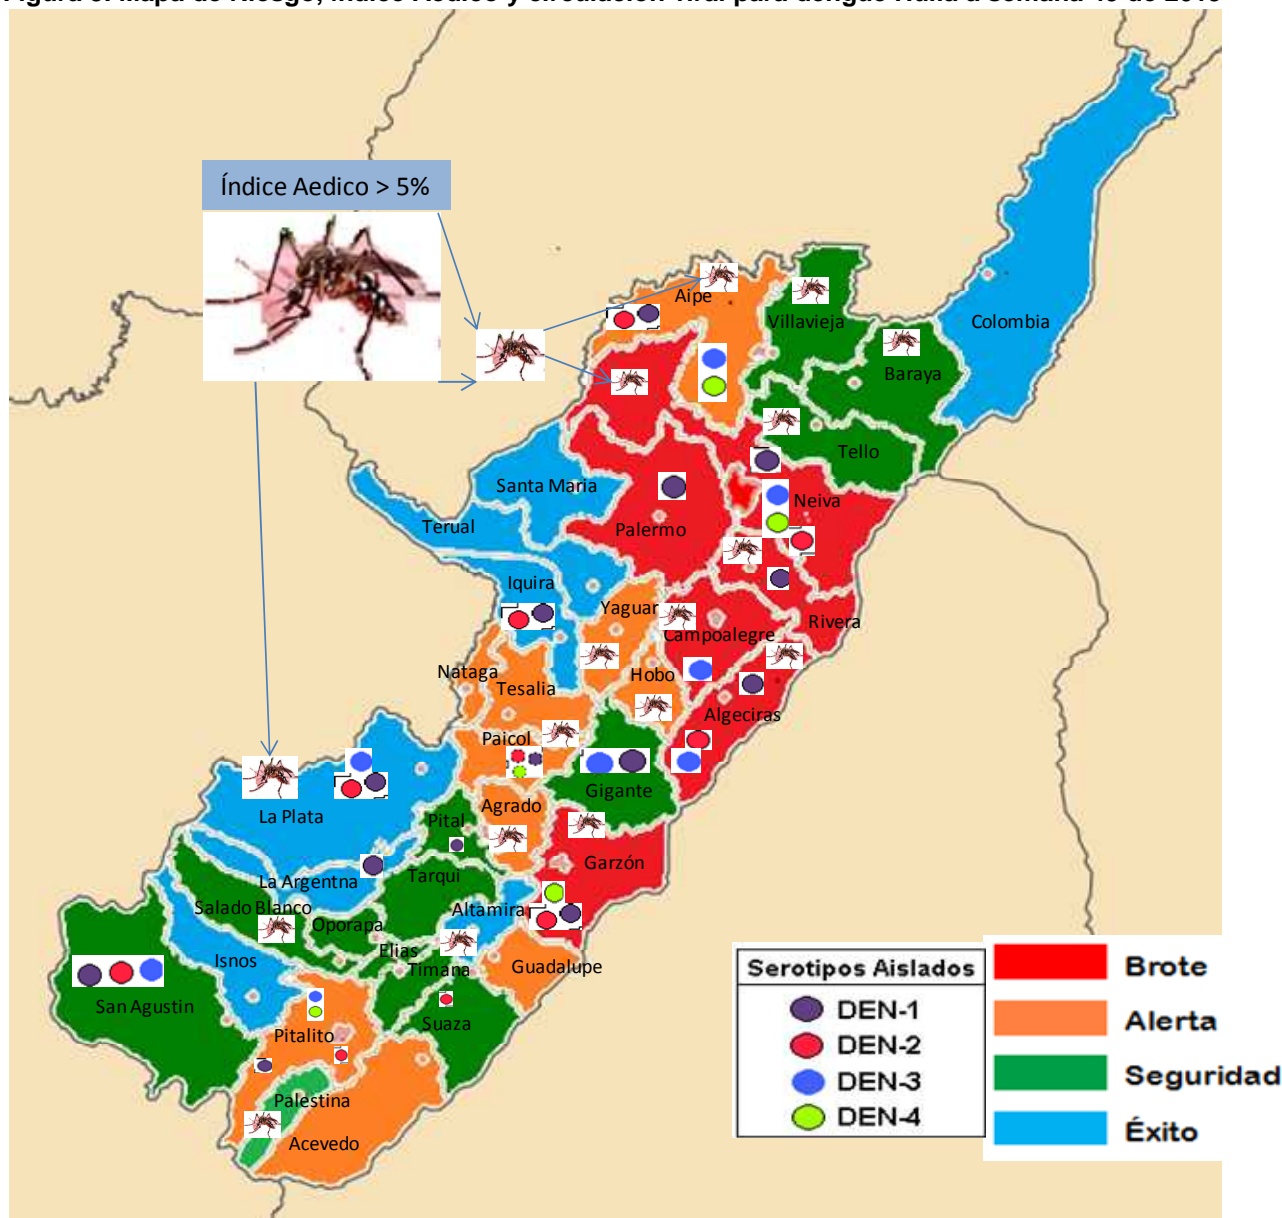 Índice Aedico > 5%
Aipe
Villavieja
Colombia
Baraya
Tello
Santa Maria
Neiva
Terual
Palermo
Iquira
Yaguar
Rivera
Campoalegre
Nataga
Hobo
Tesalia
Algeciras
Paicol
Gigante
Agrado
La Plata
Pital
Garzón
Tarqui
La Argentna
Salado Blanco
Altamira
Oporapa
Elias
Isnos
Timana
Guadalupe
San Agustin
Suaza
Pitalito
Palestina
Acevedo
Serotipos Aislados
DEN-1
DEN-2
DEN-3
DEN-4
Brote
Alerta
Seguridad
Éxito